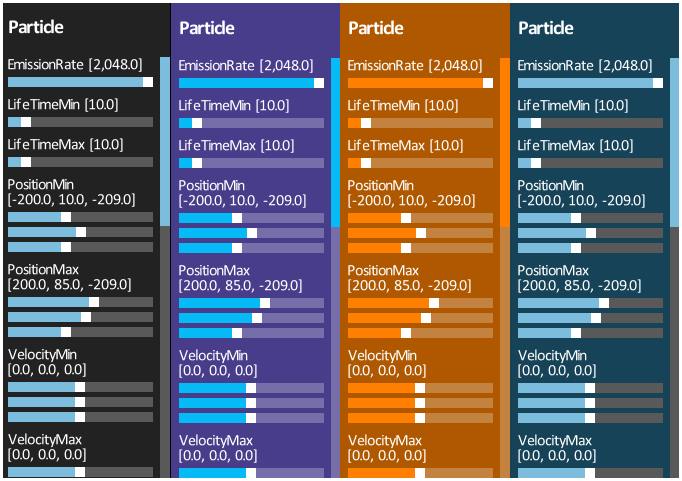 Particle
EmissionRate [2,048.0]
LifeTimeMin [10.0]
LifeTimeMax [10.0]
PositionMin
[-200.0, 10.0, -209.0]
PositionMax
[200.0, 85.0, -209.0]
VelocityMin
[0.0, 0.0, 0.0]
VelocityMax
[0.0, 0.0, 0.0]
Particle
EmissionRate [2,048.0]
LifeTimeMin [10.0]
LifeTimeMax [10.0]
PositionMin
[-200.0, 10.0, -209.0]
PositionMax
[200.0, 85.0, -209.0]
VelocityMin
[0.0, 0.0, 0.0]
VelocityMax
[0.0, 0.0, 0.0]
Particle
EmissionRate [2,048.0]
LifeTimeMin [10.0]
LifeTimeMax [10.0]
PositionMin
[-200.0, 10.0, -209.0]
PositionMax
[200.0, 85.0, -209.0]
VelocityMin
[0.0, 0.0, 0.0]
VelocityMax
[0.0, 0.0, 0.0]
Particle
EmissionRate [2,048.0]
LifeTimeMin [10.0]
LifeTimeMax [10.0]
PositionMin
[-200.0, 10.0, -209.0]
PositionMax
[200.0, 85.0, -209.0]
VelocityMin
[0.0, 0.0, 0.0]
VelocityMax
[0.0, 0.0, 0.0]